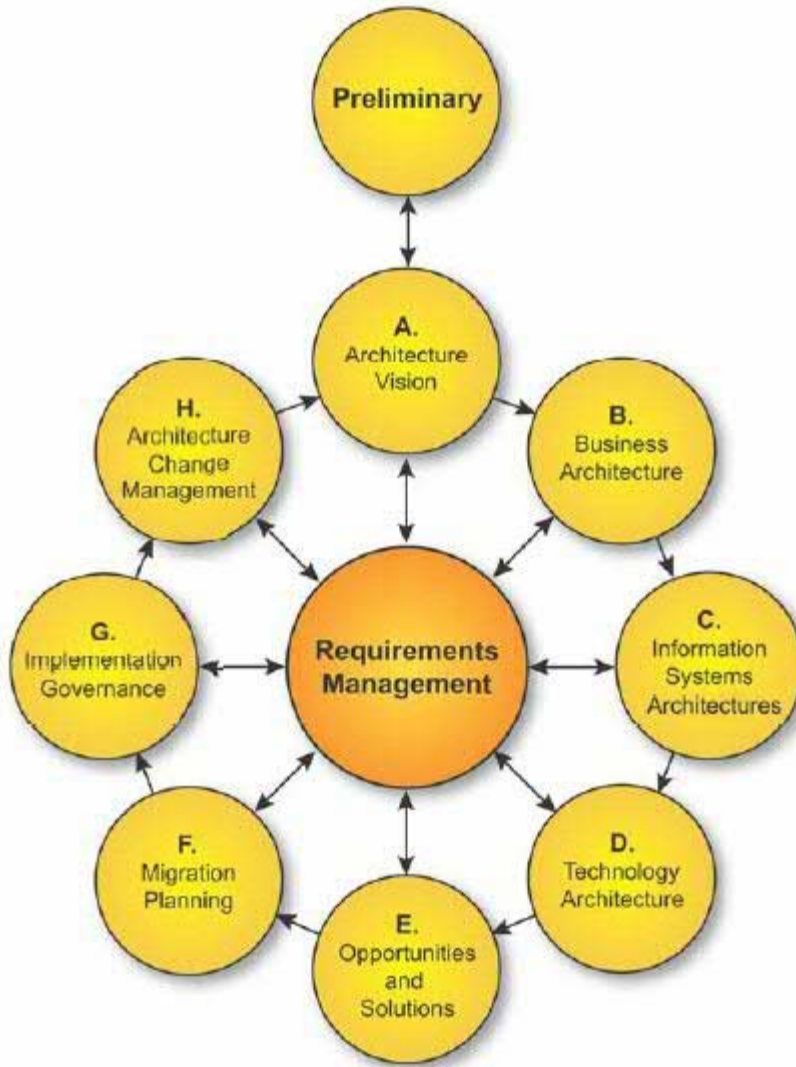 Preliminary
A.
Architecture
Vision
B.
Business
Architecture
C.
Information
Systems
Architectures
D.
Technology
Architecture
E.
Opportunities
and
Solutions
F.
Migration
Planning
G.
Implementation
Governance
H.
Architecture
Change
Management
Requirements
Management